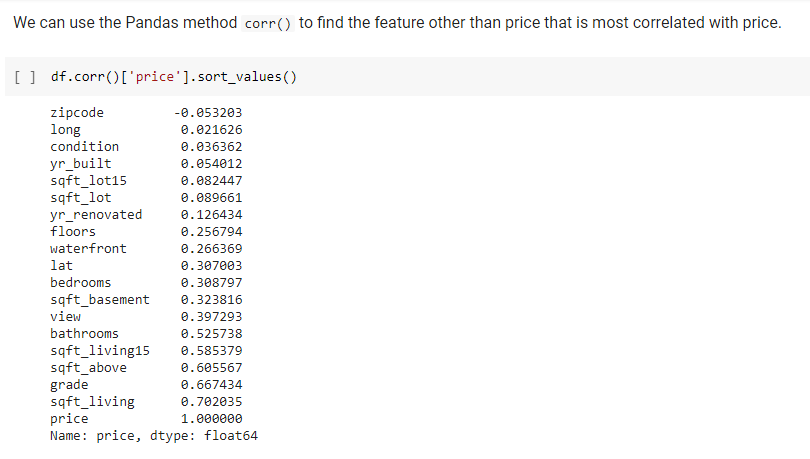 We can use the Pandas method corr() to find the feature other than price that is most correlated with price.
[ ] df.corr()['price'].sort_values()
zipcode -0.053203
long 0.021626
condition 0.036362
yr_built 0.054012
sqft_lot15 0.082447
sqft_lot 0.089661
yr_renovated 0.126434
floors 0.256794
waterfront 0.266369
lat 0.307003
bedrooms 0.308797
sqft_basement 0.323816
view 0.397293
bathrooms 0.525738
sqft_living15 0.585379
sqft_above 0.605567
grade 0.667434
sqft_living 0.702035
price 1.000000
Name: price, dtype: float64